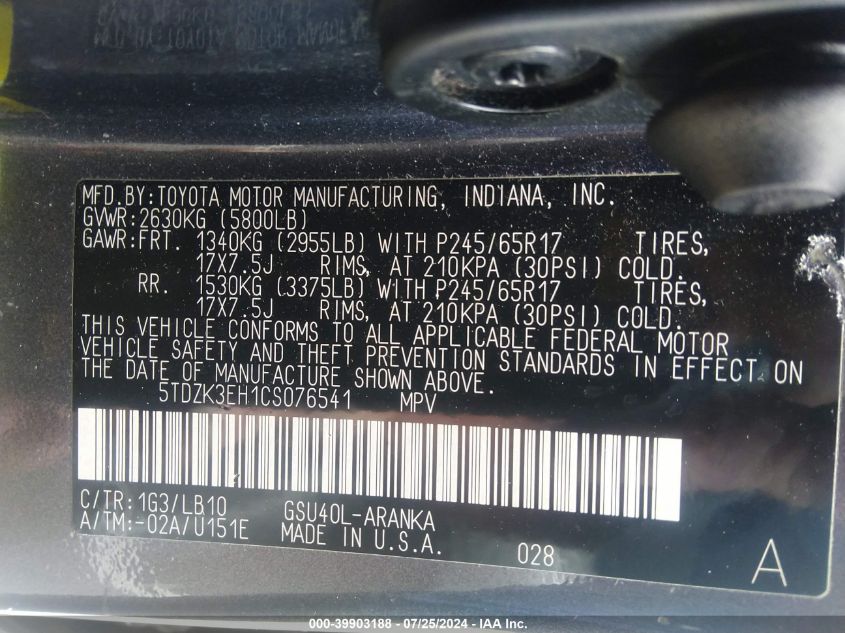 MFD.BY:TOYOTA MOTOR MANUFACTURING, INDIANA, INC.
GVWR:2630KG (5800LB)
GAWR:FRT. 1340KG (2955LB) WITH P245/65R17 TIRES,
17X7.5J RIMS, AT 210KPA (30PSI) COLD.
RR. 1530KG (3375LB) WITH P245/65R17 TIRES,
17X7.5J RIMS, AT 210KPA (30PSI) COLD.
THIS VEHICLE CONFORMS TO ALL APPLICABLE FEDERAL MOTOR
VEHICLE SAFETY AND THEFT PREVENTION STANDARDS IN EFFECT ON
THE DATE OF MANUFACTURE SHOWN ABOVE.
5TDZK3EH1CS076541 MPV
C/TR:1G3/LB10 GSU40L-ARANKA
A/TM:-02A/U151E MADE IN U.S.A. 028 A
000-39903188 - 07/25/2024 - IAA Inc.